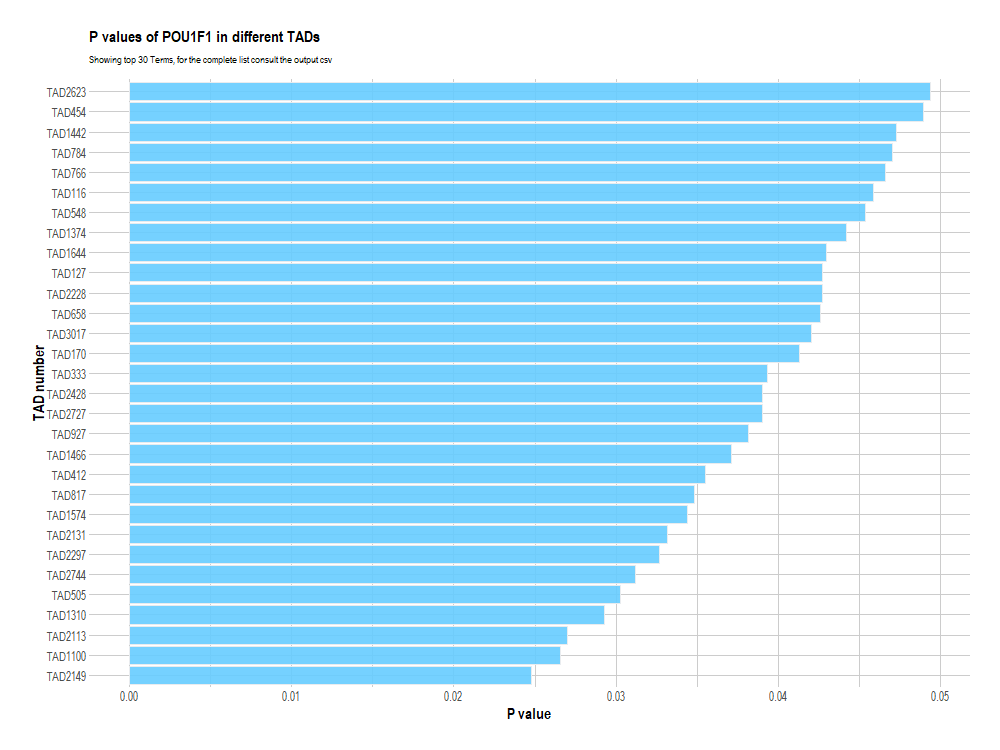 P values of POU1F1 in different TADs
Showing top 30 Terms, for the complete list consult the output csv
TAD2623
TAD454
TAD1442
TAD784
TAD766
TAD116
TAD548
TAD1374
TAD1644
TAD127
TAD2228
TAD658
TAD3017
TAD170
TAD333
TAD2428
TAD2727
TAD927
TAD1466
TAD412
TAD817
TAD1574
TAD2131
TAD2297
TAD2744
TAD505
TAD1310
TAD2113
TAD1100
TAD2149
TAD number
0.00 0.01 0.02 0.03 0.04 0.05
P value